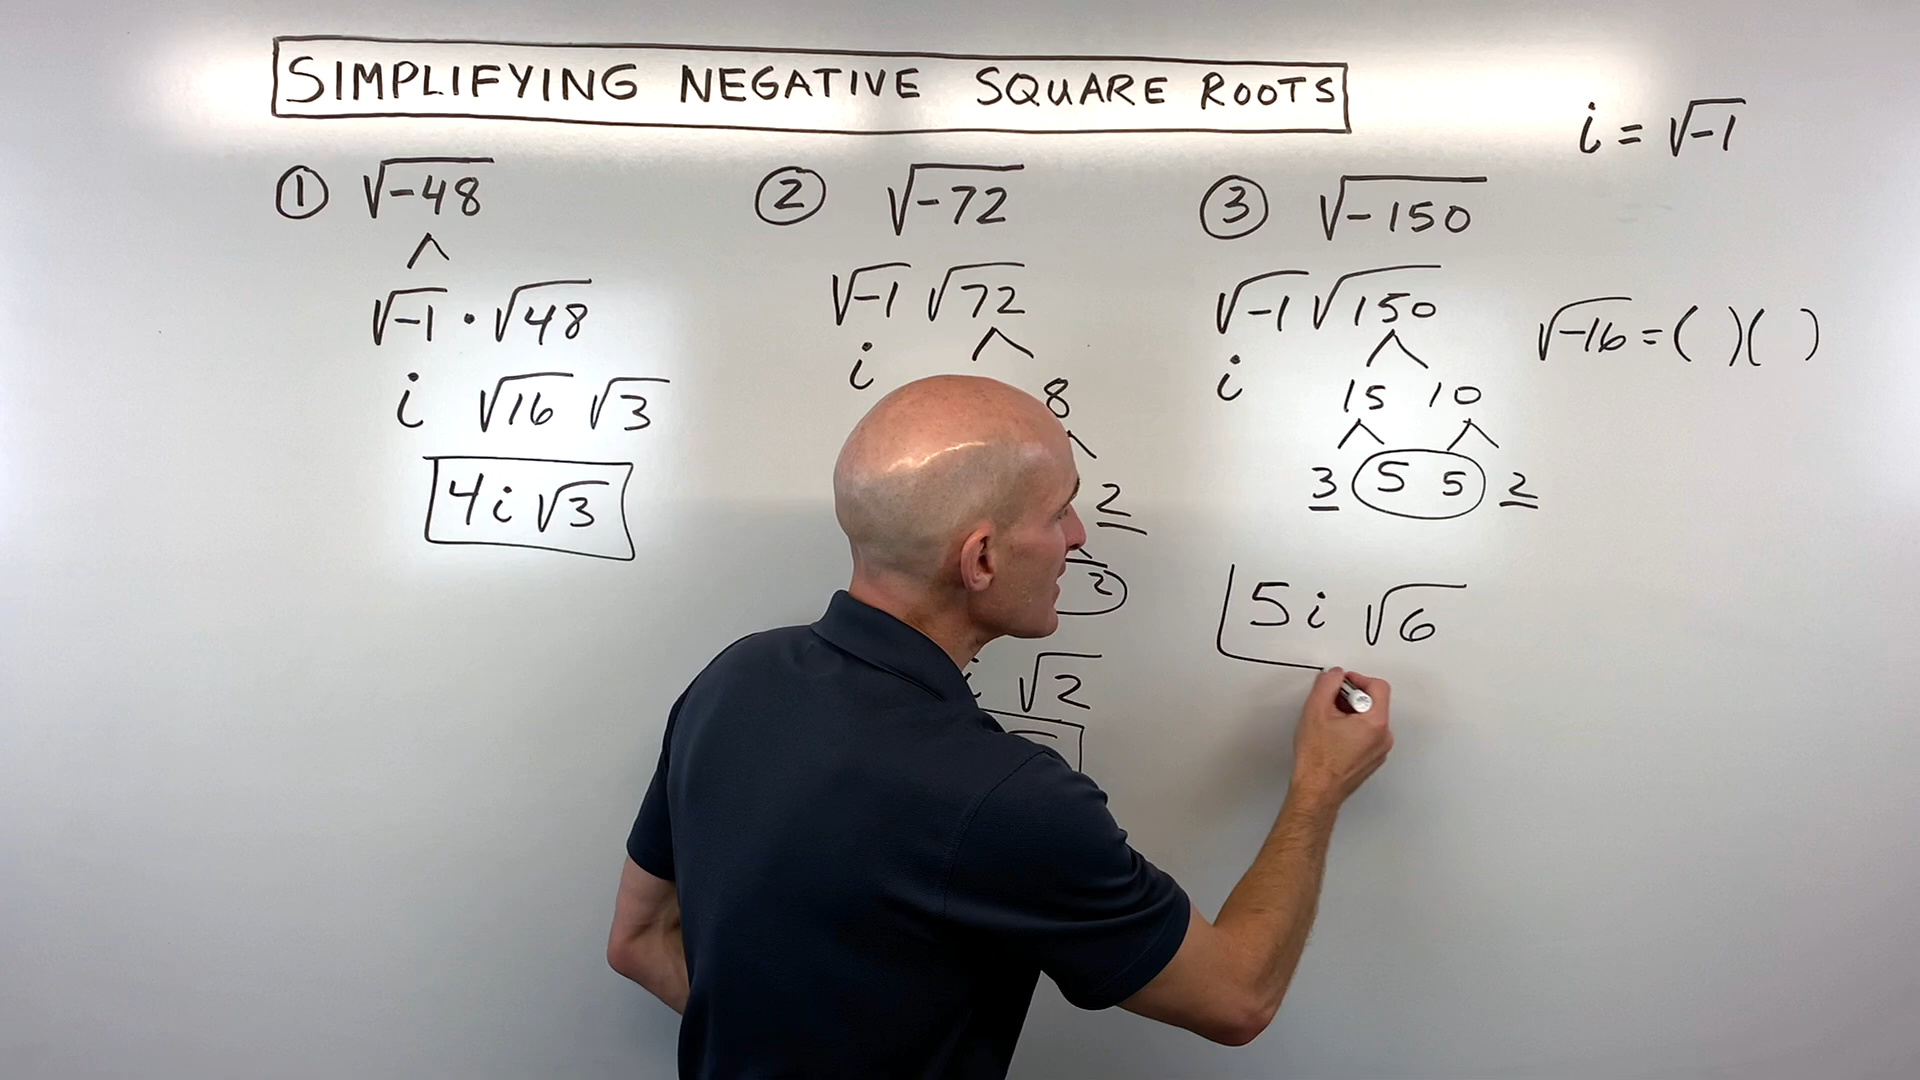 SIMPLIFYING NEGATIVE SQUARE ROOTS
i = √-1
① √-48
√-1 · √48
i √16 √3
4i√3
② √-72
√-1 √72
i
8
2
2
√2
③ √-150
√-1 √150
i
15 10
3 5 5 2
5i √6
√-16 = ( )( )